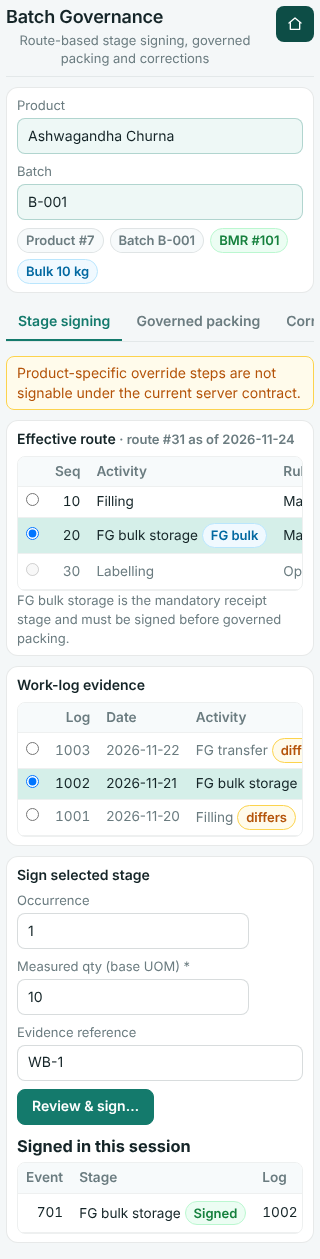 Batch Governance
Route-based stage signing, governed
packing and corrections
Product
Ashwagandha Churna
Batch
B-001
Product #7 Batch B-001 BMR #101
Bulk 10 kg
Stage signing Governed packing Corr
Product-specific override steps are not
signable under the current server contract.
Effective route · route #31 as of 2026-11-24
Seq Activity Rul
10 Filling Ma
20 FG bulk storage FG bulk Ma
30 Labelling Op
FG bulk storage is the mandatory receipt
stage and must be signed before governed
packing.
Work-log evidence
Log Date Activity
1003 2026-11-22 FG transfer diff
1002 2026-11-21 FG bulk storage
1001 2026-11-20 Filling differs
Sign selected stage
Occurrence
1
Measured qty (base UOM) *
10
Evidence reference
WB-1
Review & sign...
Signed in this session
Event Stage Log
701 FG bulk storage Signed 1002